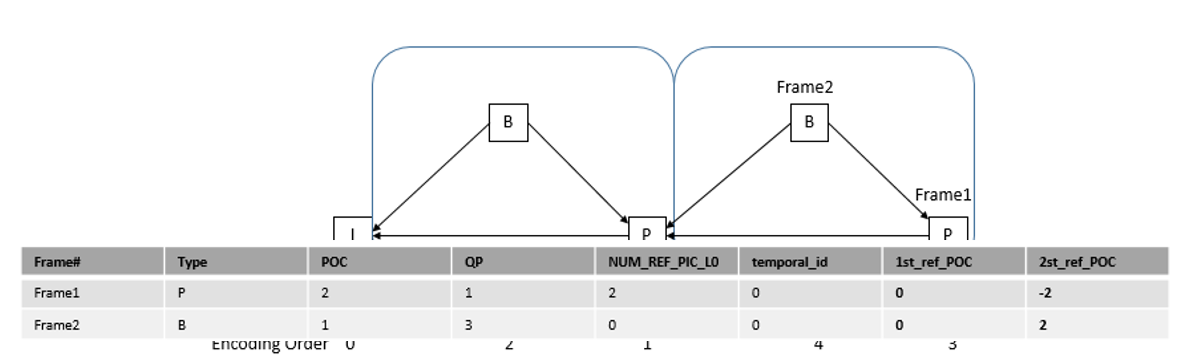 Frame2
B B
Frame1
I P P
Frame# Type POC QP NUM_REF_PIC_L0 temporal_id 1st_ref_POC 2st_ref_POC
Frame1 P 2 1 2 0 0 -2
Frame2 B 1 3 0 0 0 2
Encoding Order 0 2 1 4 3